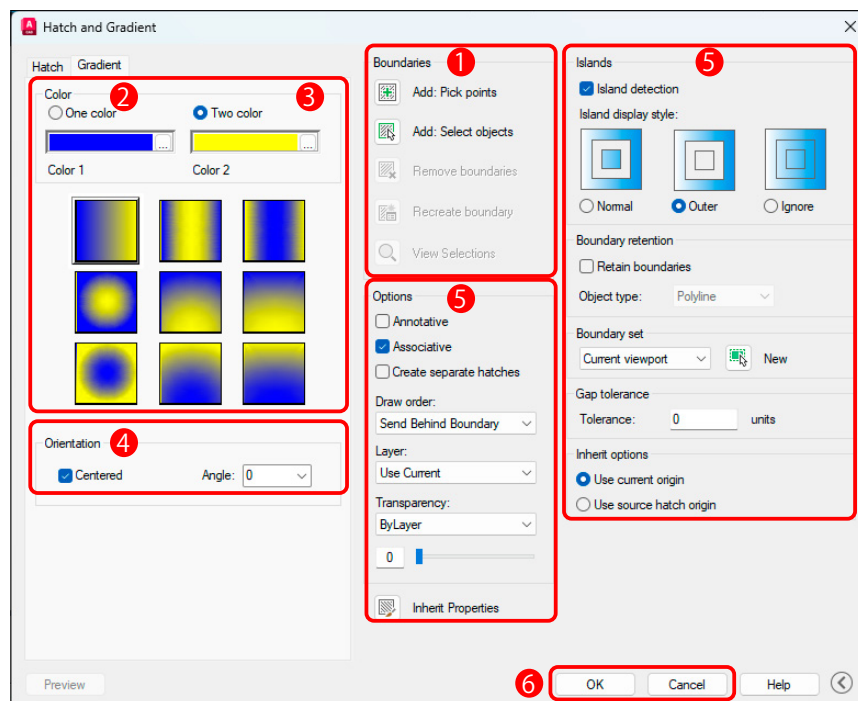 Hatch and Gradient
Hatch Gradient
Color
2
3
One color Two color
... ...
Color 1 Color 2
Orientation 4
Centered Angle: 0
Preview
Boundaries 1
Add: Pick points
Add: Select objects
Remove boundaries
Recreate boundary
View Selections
Options 5
Annotative
Associative
Create separate hatches
Draw order:
Send Behind Boundary
Layer:
Use Current
Transparency:
ByLayer
0
Inherit Properties
Islands 5
Island detection
Island display style:
Normal Outer Ignore
Boundary retention
Retain boundaries
Object type: Polyline
Boundary set
Current viewport New
Gap tolerance
Tolerance: 0 units
Inherit options
Use current origin
Use source hatch origin
6 OK Cancel Help